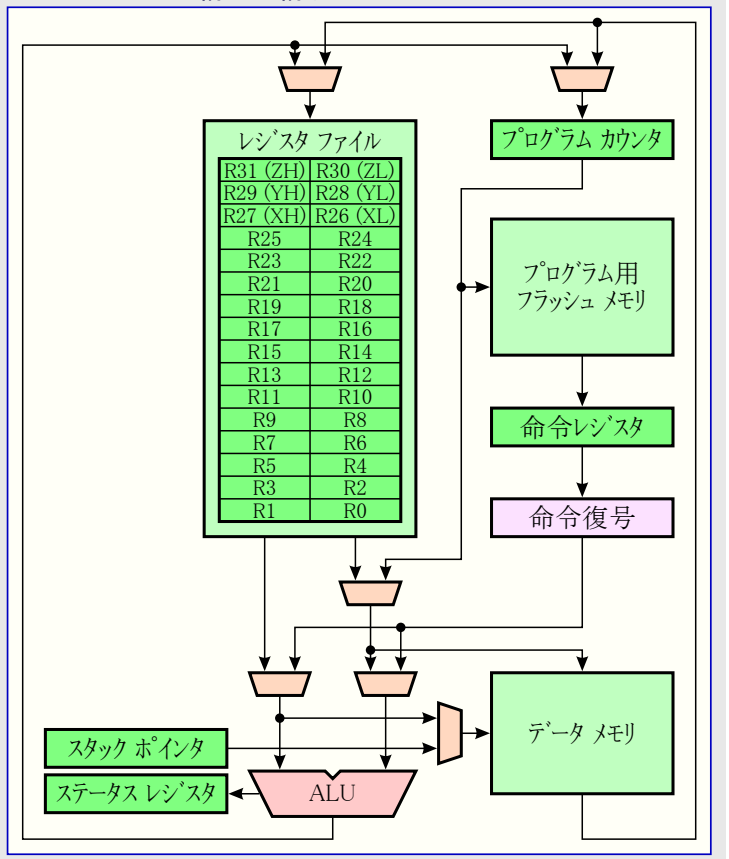 レジスタ ファイル
R31 (ZH) R30 (ZL)
R29 (YH) R28 (YL)
R27 (XH) R26 (XL)
R25 R24
R23 R22
R21 R20
R19 R18
R17 R16
R15 R14
R13 R12
R11 R10
R9 R8
R7 R6
R5 R4
R3 R2
R1 R0
プログラム カウンタ
プログラム用
フラッシュ メモリ
命令レジスタ
命令復号
データ メモリ
スタック ポインタ
ステータス レジスタ
ALU